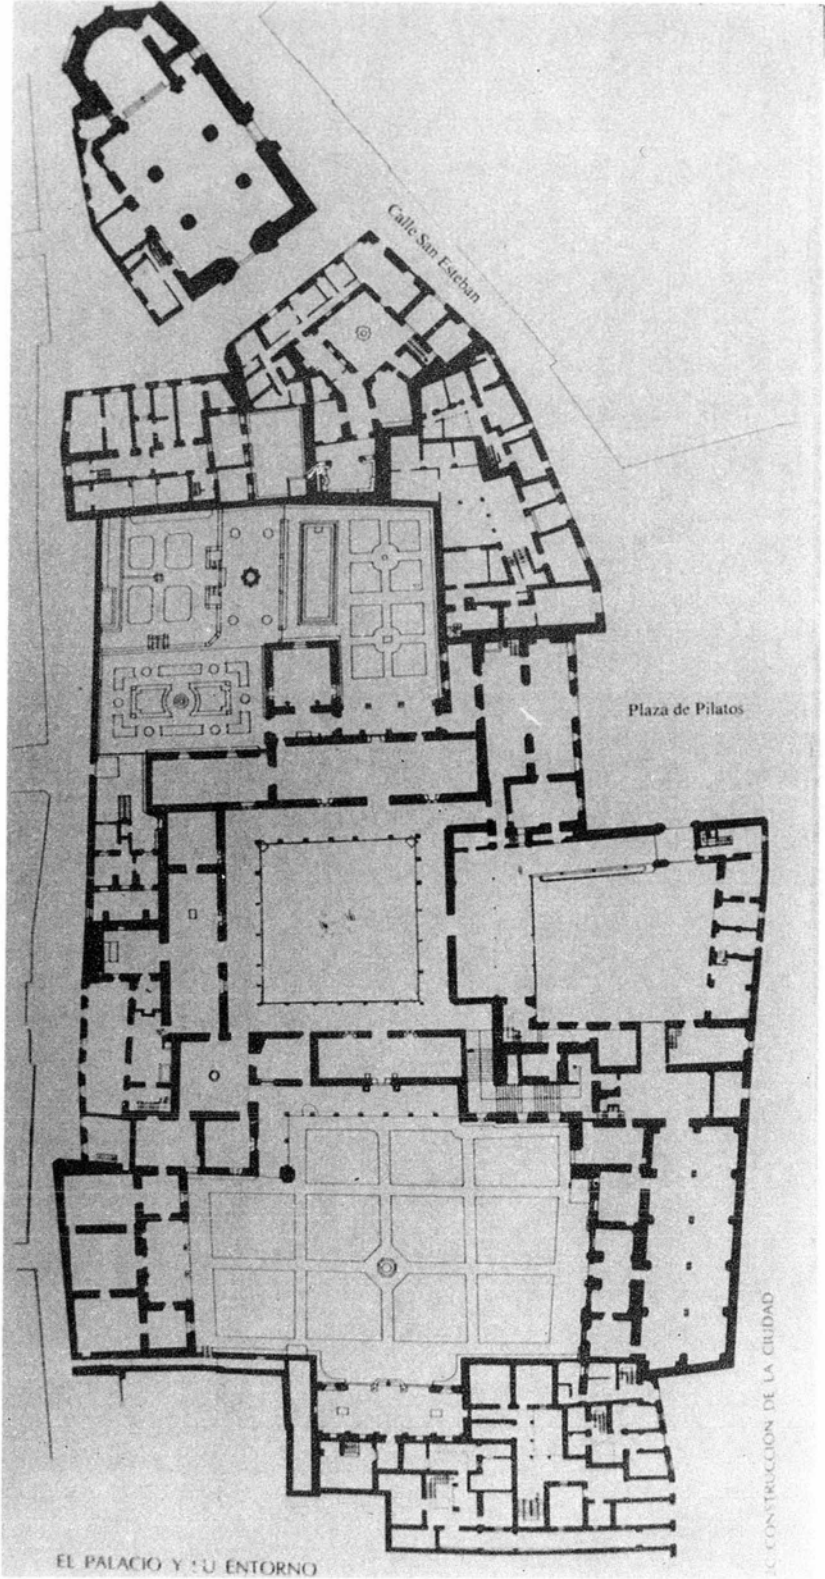 Calle San Esteban
Plaza de Pilatos
CONSTRUCCIÓN DE LA CIUDAD
EL PALACIO Y SU ENTORNO